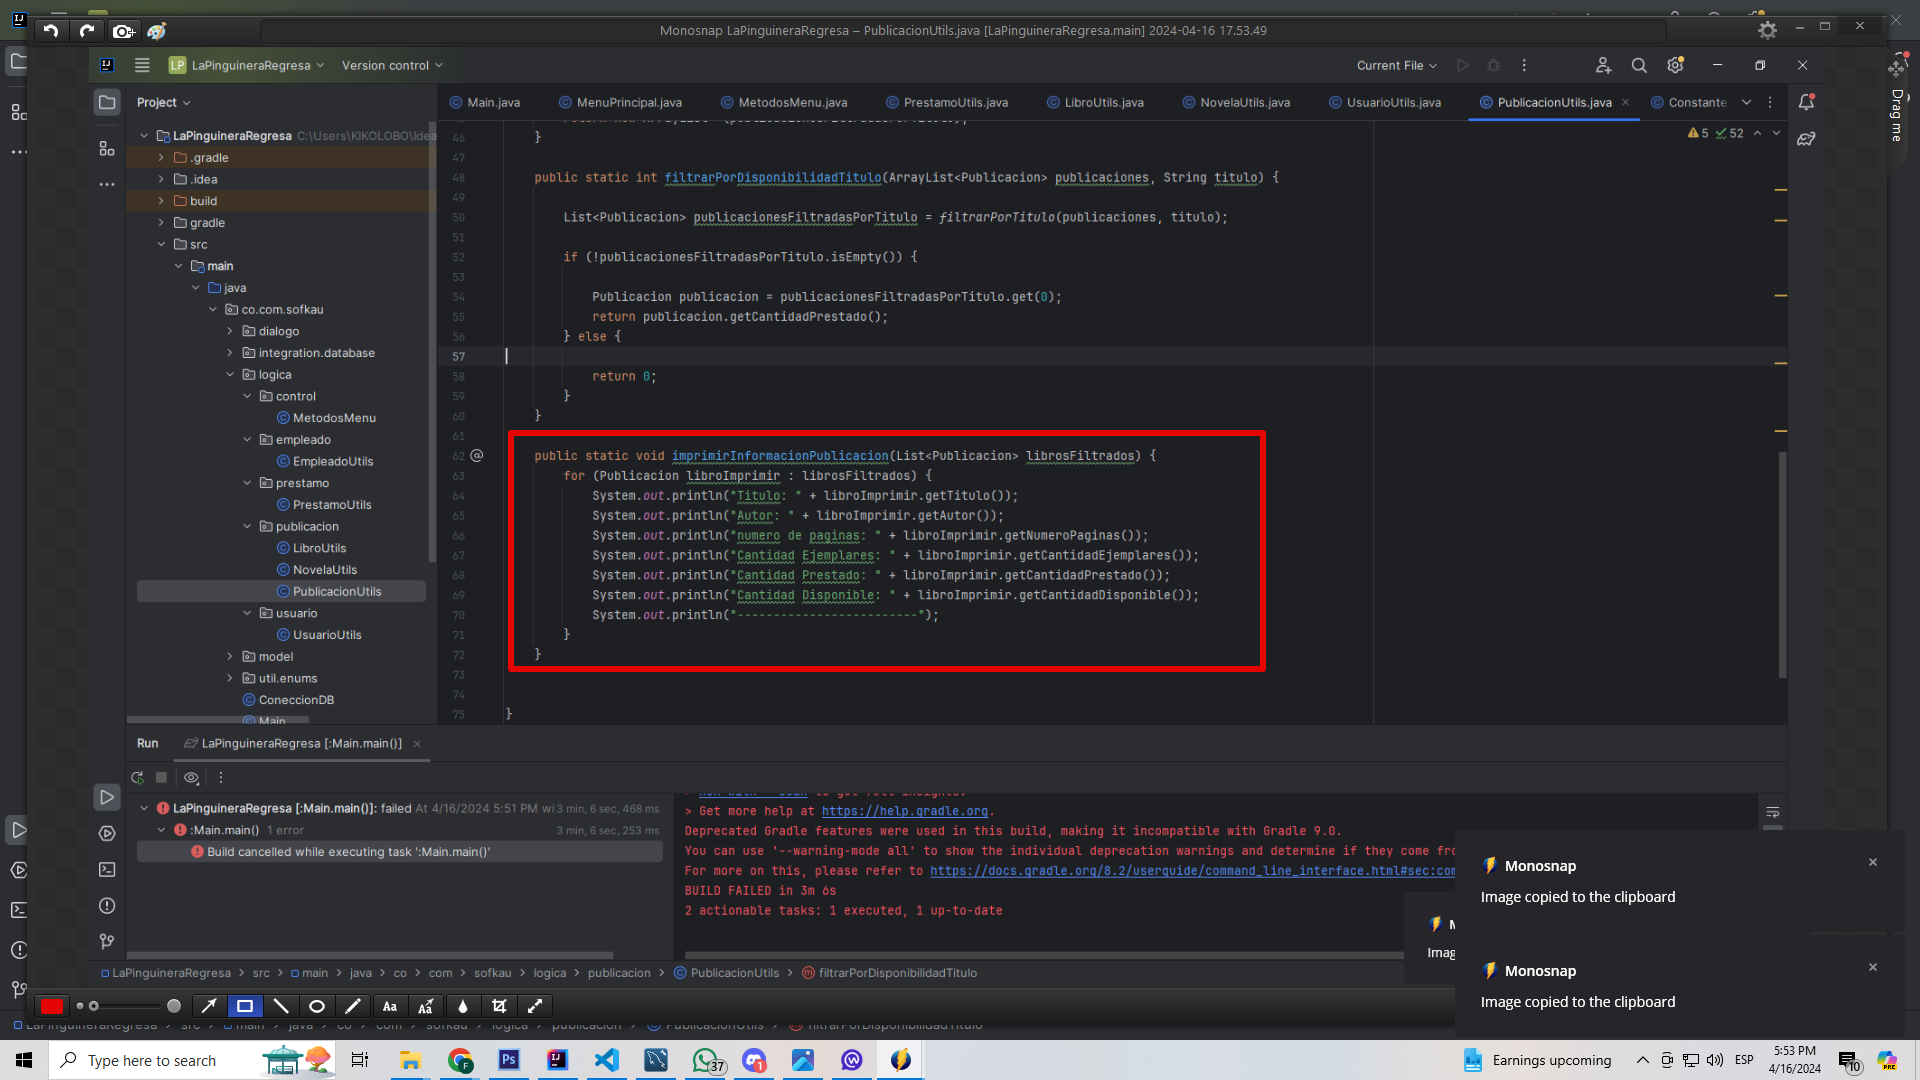 Monosnap LaPinguineraRegresa – PublicacionUtils.java [LaPinguineraRegresa.main] 2024-04-16 17.53.49
LP LaPinguineraRegresa Version control
Current File
Project
Main.java MenuPrincipal.java MetodosMenu.java PrestamoUtils.java LibroUtils.java NovelaUtils.java UsuarioUtils.java PublicacionUtils.java Constante
Drag me
LaPinguineraRegresa C:\Users\KIKOLOBO\Idea
.gradle
.idea
build
gradle
src
main
java
co.com.sofkau
dialogo
integration.database
logica
control
MetodosMenu
empleado
EmpleadoUtils
prestamo
PrestamoUtils
publicacion
LibroUtils
NovelaUtils
PublicacionUtils
usuario
UsuarioUtils
model
util.enums
ConeccionDB
Main
5 52
46 }
47
48 public static int filtrarPorDisponibilidadTitulo(ArrayList<Publicacion> publicaciones, String titulo) {
49
50 List<Publicacion> publicacionesFiltradasPorTitulo = filtrarPorTitulo(publicaciones, titulo);
51
52 if (!publicacionesFiltradasPorTitulo.isEmpty()) {
53
54 Publicacion publicacion = publicacionesFiltradasPorTitulo.get(0);
55 return publicacion.getCantidadPrestado();
56 } else {
57
58 return 0;
59 }
60 }
61
62 @ public static void imprimirInformacionPublicacion(List<Publicacion> librosFiltrados) {
63 for (Publicacion libroImprimir : librosFiltrados) {
64 System.out.println("Titulo: " + libroImprimir.getTitulo());
65 System.out.println("Autor: " + libroImprimir.getAutor());
66 System.out.println("numero de paginas: " + libroImprimir.getNumeroPaginas());
67 System.out.println("Cantidad Ejemplares: " + libroImprimir.getCantidadEjemplares());
68 System.out.println("Cantidad Prestado: " + libroImprimir.getCantidadPrestado());
69 System.out.println("Cantidad Disponible: " + libroImprimir.getCantidadDisponible());
70 System.out.println("-------------------------");
71 }
72 }
73
74
75 }
Run LaPinguineraRegresa [:Main.main()]
LaPinguineraRegresa [:Main.main()]: failed At 4/16/2024 5:51 PM wi 3 min, 6 sec, 468 ms
:Main.main() 1 error 3 min, 6 sec, 253 ms
Build cancelled while executing task ':Main.main()'
> Get more help at https://help.gradle.org.
Deprecated Gradle features were used in this build, making it incompatible with Gradle 9.0.
You can use '--warning-mode all' to show the individual deprecation warnings and determine if they come fro
For more on this, please refer to https://docs.gradle.org/8.2/userguide/command_line_interface.html#sec:com
BUILD FAILED in 3m 6s
2 actionable tasks: 1 executed, 1 up-to-date
Monosnap
Image copied to the clipboard
M
Imag
Monosnap
Image copied to the clipboard
LaPinguineraRegresa > src > main > java > co > com > sofkau > logica > publicacion > PublicacionUtils > filtrarPorDisponibilidadTitulo
Aa Aa
Type here to search
37
1
Earnings upcoming
ESP
5:53 PM
4/16/2024
10